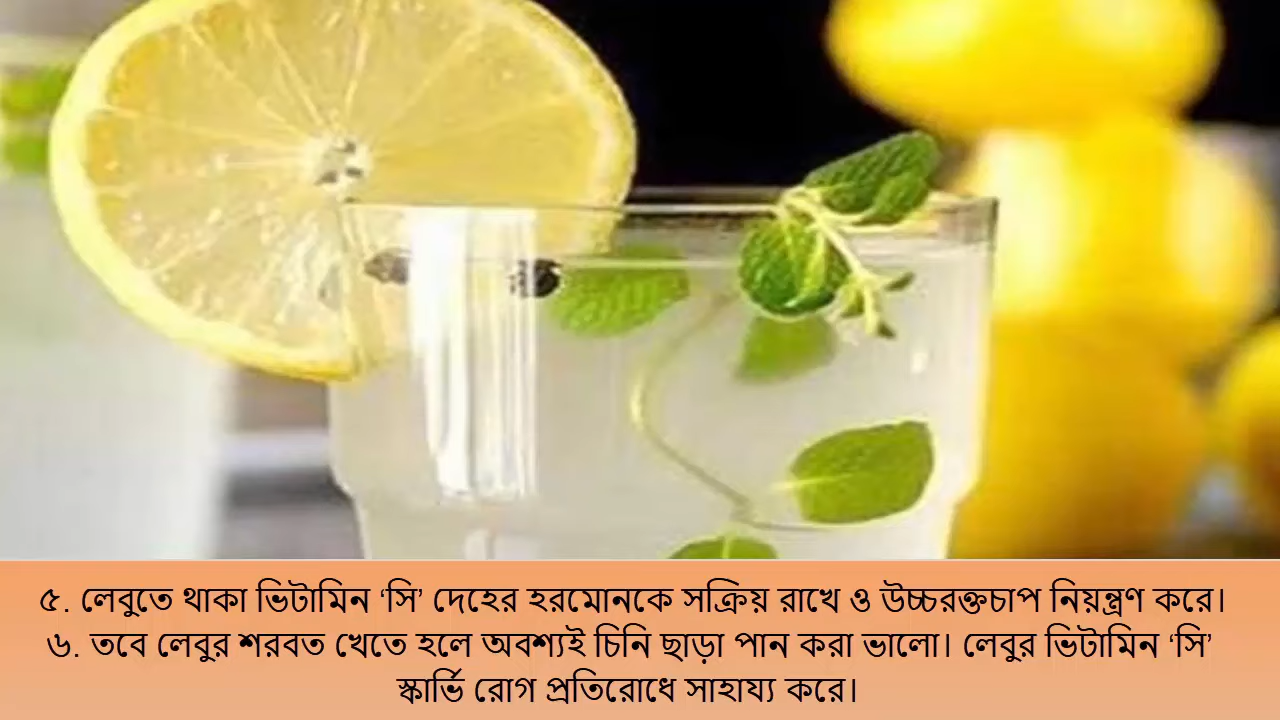 ৫. লেবুতে থাকা ভিটামিন ‘সি’ দেহের হরমোনকে সক্রিয় রাখে ও উচ্চরক্তচাপ নিয়ন্ত্রণ করে।
৬. তবে লেবুর শরবত খেতে হলে অবশ্যই চিনি ছাড়া পান করা ভালো। লেবুর ভিটামিন ‘সি’
স্কার্ভি রোগ প্রতিরোধে সাহায্য করে।